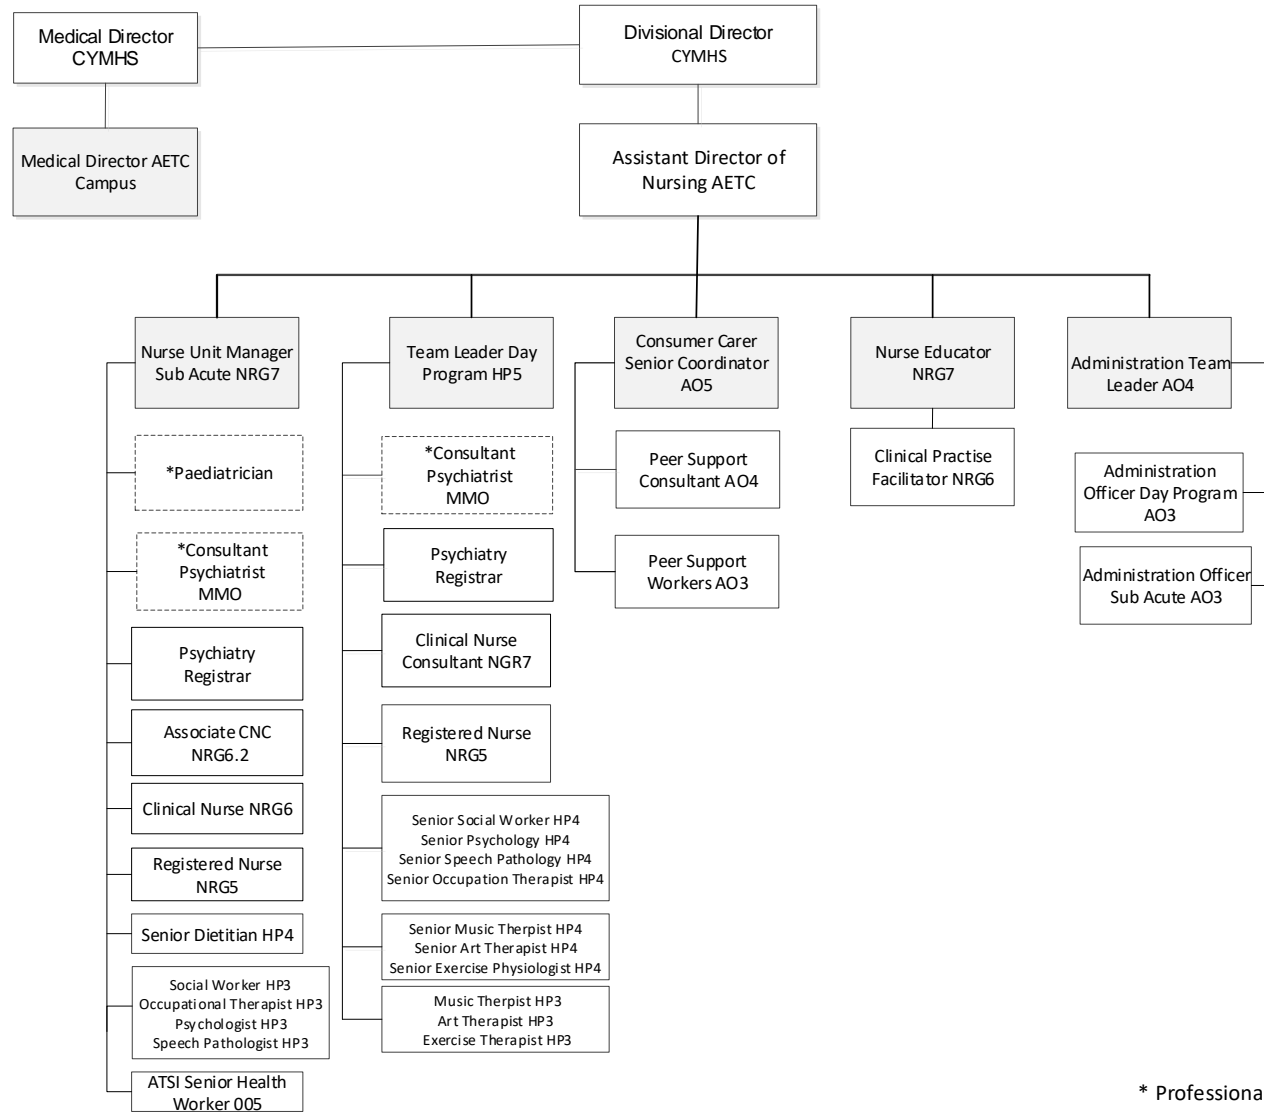 Medical Director
CYMHS
Divisional Director
CYMHS
Medical Director AETC
Campus
Assistant Director of
Nursing AETC
Nurse Unit Manager
Sub Acute NRG7
Team Leader Day
Program HP5
Consumer Carer
Senior Coordinator
AO5
Nurse Educator
NRG7
Administration Team
Leader AO4
*Paediatrician
*Consultant
Psychiatrist
MMO
Psychiatry
Registrar
Associate CNC
NRG6.2
Clinical Nurse NRG6
Registered Nurse
NRG5
Senior Dietitian HP4
Social Worker HP3
Occupational Therapist HP3
Psychologist HP3
Speech Pathologist HP3
ATSI Senior Health
Worker 005
*Consultant
Psychiatrist
MMO
Psychiatry
Registrar
Clinical Nurse
Consultant NGR7
Registered Nurse
NRG5
Senior Social Worker HP4
Senior Psychology HP4
Senior Speech Pathology HP4
Senior Occupation Therapist HP4
Senior Music Therpist HP4
Senior Art Therapist HP4
Senior Exercise Physiologist HP4
Music Therpist HP3
Art Therapist HP3
Exercise Therapist HP3
Peer Support
Consultant AO4
Peer Support
Workers AO3
Clinical Practise
Facilitator NRG6
Administration
Officer Day Program
AO3
Administration Officer
Sub Acute AO3
* Professiona